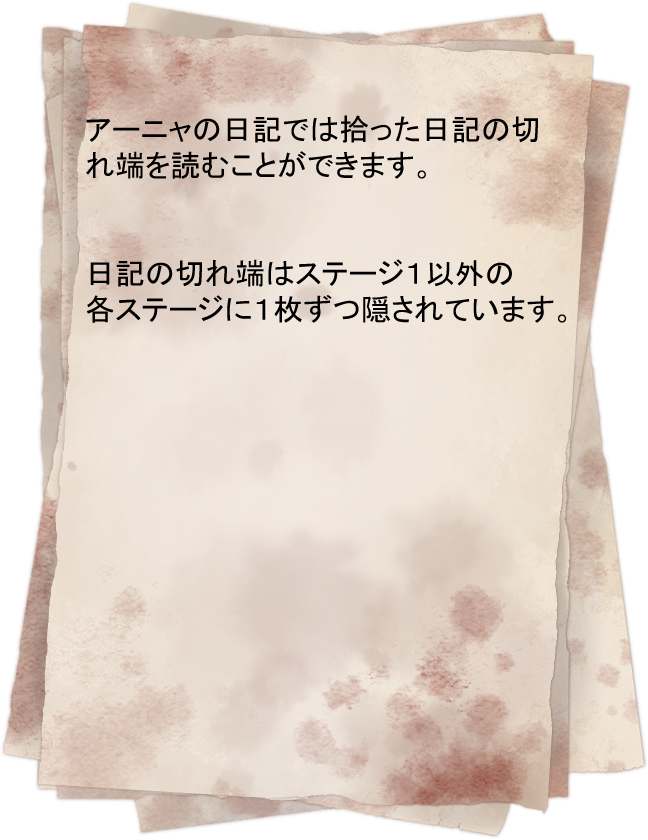 アーニャの日記では拾った日記の切
れ端を読むことができます。
日記の切れ端はステージ１以外の
各ステージに１枚ずつ隠されています。